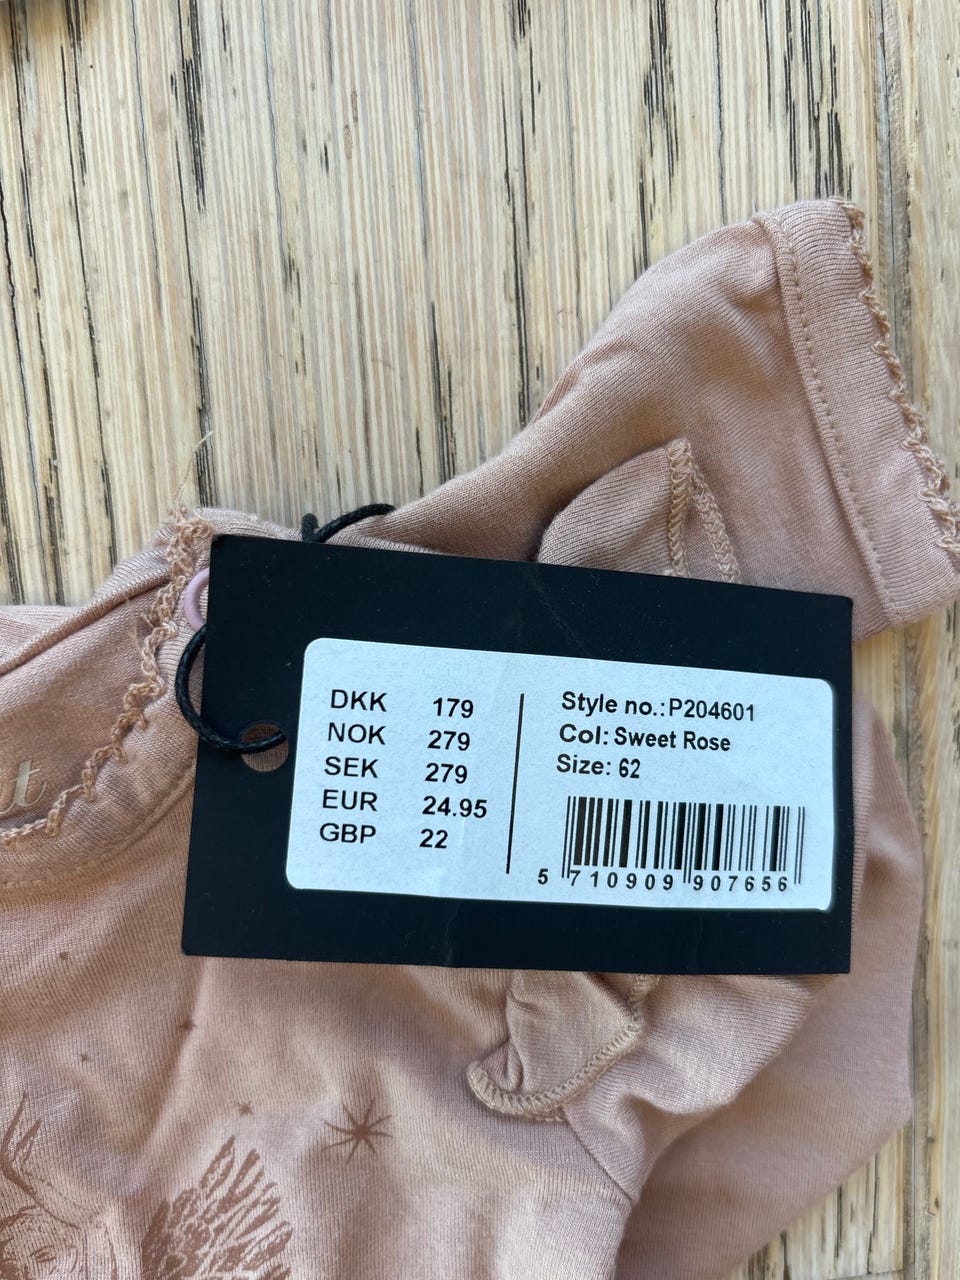 DKK 179
NOK 279
SEK 279
EUR 24.95
GBP 22
Style no.:P204601
Col: Sweet Rose
Size: 62
5 710909 907656